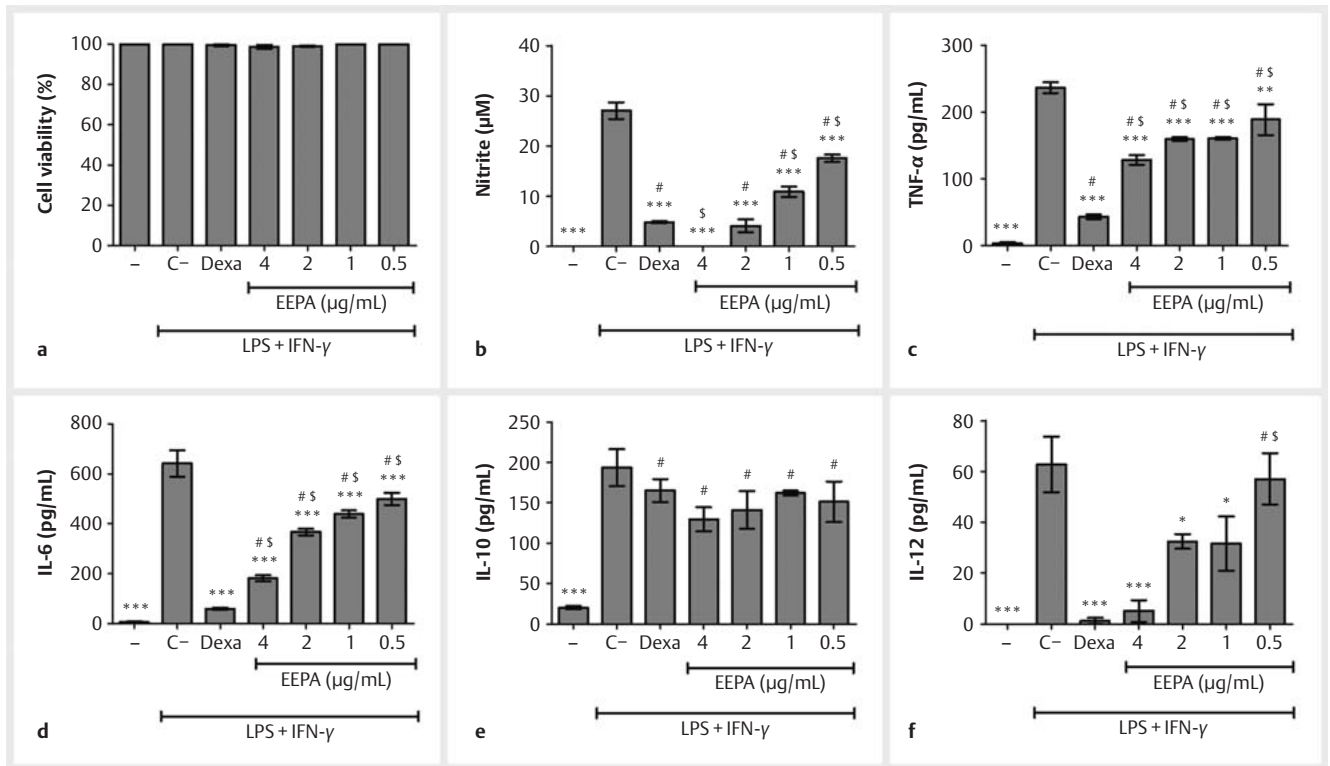 Cell viability (%)
100
80
60
40
20
0
– C– Dexa 4 2 1 0.5
EEPA (µg/mL)
LPS + IFN-γ
a
Nitrite (µM)
40
30
20
10
0
# $
# $ ***
# # ***
*** $ ***
*** ***
– C– Dexa 4 2 1 0.5
EEPA (µg/mL)
LPS + IFN-γ
b
TNF-α (pg/mL)
300
200
100
0
# $
**
# $ # $ # $
*** *** ***
#
***
***
– C– Dexa 4 2 1 0.5
EEPA (µg/mL)
LPS + IFN-γ
c
IL-6 (pg/mL)
800
600
400
200
0
# $
# $ ***
# $ ***
***
# $
***
*** ***
– C– Dexa 4 2 1 0.5
EEPA (µg/mL)
LPS + IFN-γ
d
IL-10 (pg/mL)
250
200
150
100
50
0
# # # # #
***
– C– Dexa 4 2 1 0.5
EEPA (µg/mL)
LPS + IFN-γ
e
IL-12 (pg/mL)
80
60
40
20
0
# $
* *
*** *** ***
– C– Dexa 4 2 1 0.5
EEPA (µg/mL)
LPS + IFN-γ
f